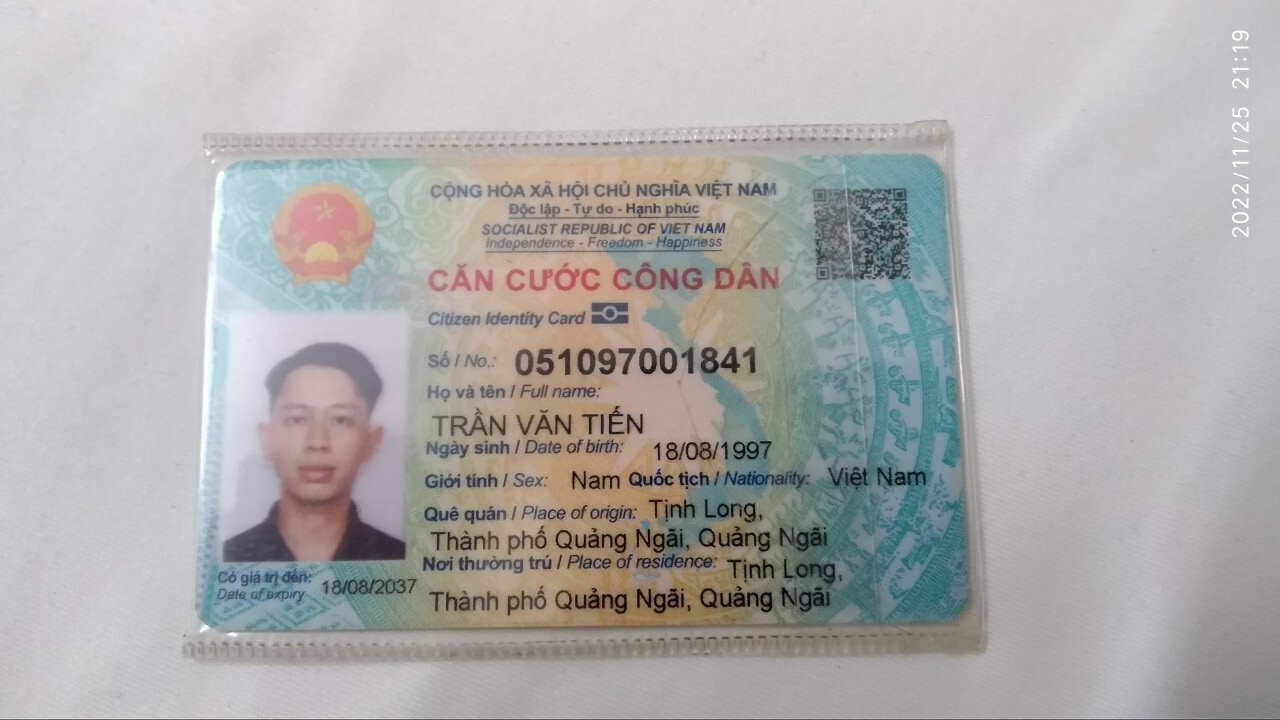 CỘNG HÒA XÃ HỘI CHỦ NGHĨA VIỆT NAM
Độc lập - Tự do - Hạnh phúc
SOCIALIST REPUBLIC OF VIET NAM
Independence - Freedom - Happiness
CĂN CƯỚC CÔNG DÂN
Citizen Identity Card
Số / No.: 051097001841
Họ và tên / Full name:
TRẦN VĂN TIẾN
Ngày sinh / Date of birth: 18/08/1997
Giới tính / Sex: Nam Quốc tịch / Nationality: Việt Nam
Quê quán / Place of origin: Tịnh Long,
Thành phố Quảng Ngãi, Quảng Ngãi
Nơi thường trú / Place of residence: Tịnh Long,
Thành phố Quảng Ngãi, Quảng Ngãi
Có giá trị đến: 18/08/2037
Date of expiry
2022/11/25 21:19